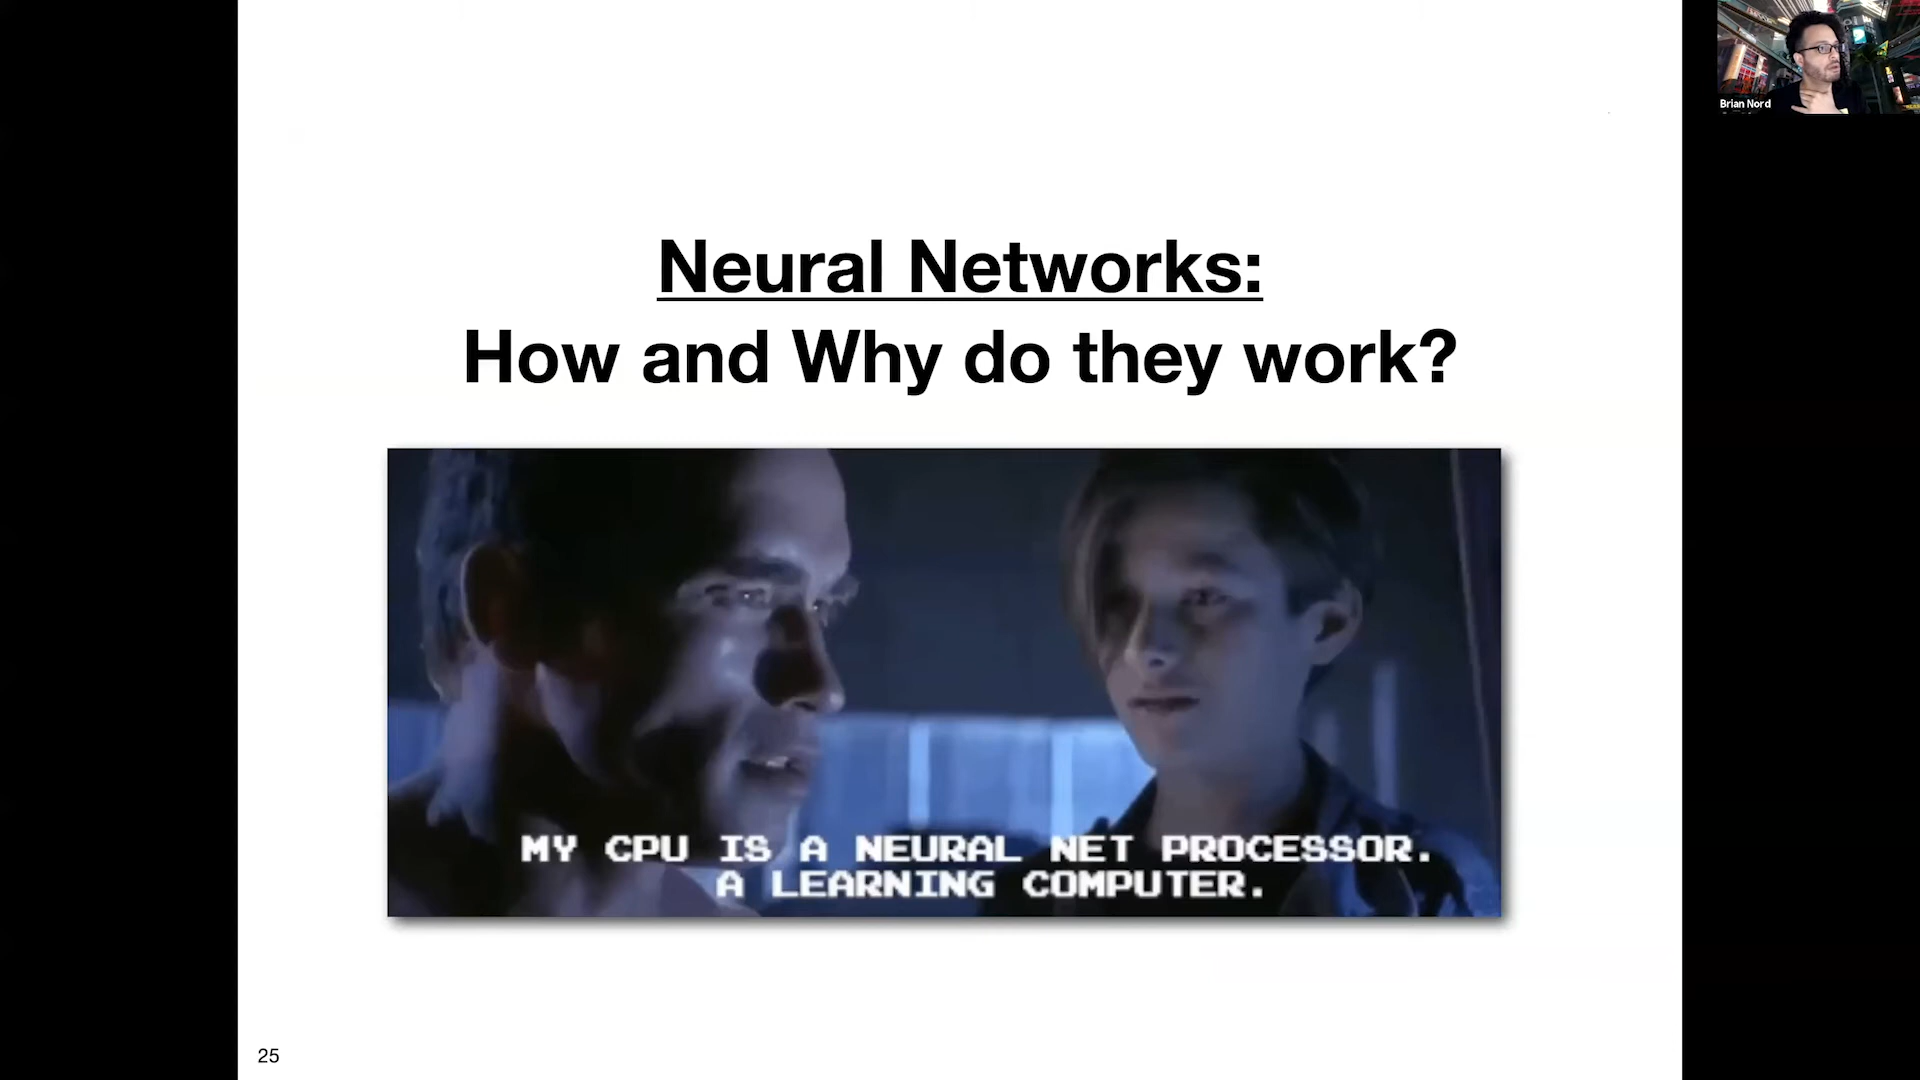 Brian Nord
Neural Networks:
How and Why do they work?
MY CPU IS A NEURAL NET PROCESSOR.
A LEARNING COMPUTER.
25